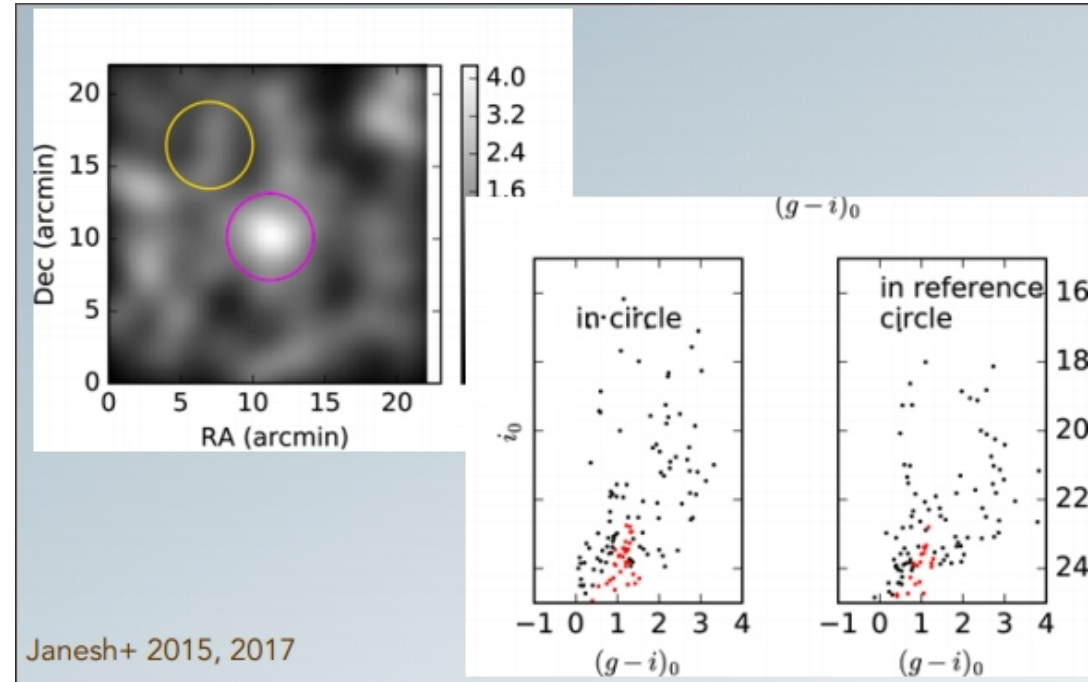 20
15
10
5
0
Dec (arcmin)
0 5 10 15 20
RA (arcmin)
4.0
3.2
2.4
1.6
(g − i)₀
in circle
in reference
circle
16
18
20
22
24
i₀
−1 0 1 2 3 4
−1 0 1 2 3 4
(g − i)₀
(g − i)₀
Janesh+ 2015, 2017